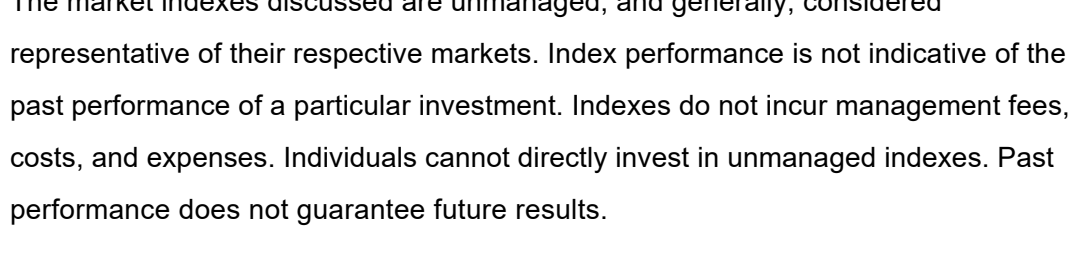 The market indexes discussed are unmanaged, and generally, considered
representative of their respective markets. Index performance is not indicative of the
past performance of a particular investment. Indexes do not incur management fees,
costs, and expenses. Individuals cannot directly invest in unmanaged indexes. Past
performance does not guarantee future results.